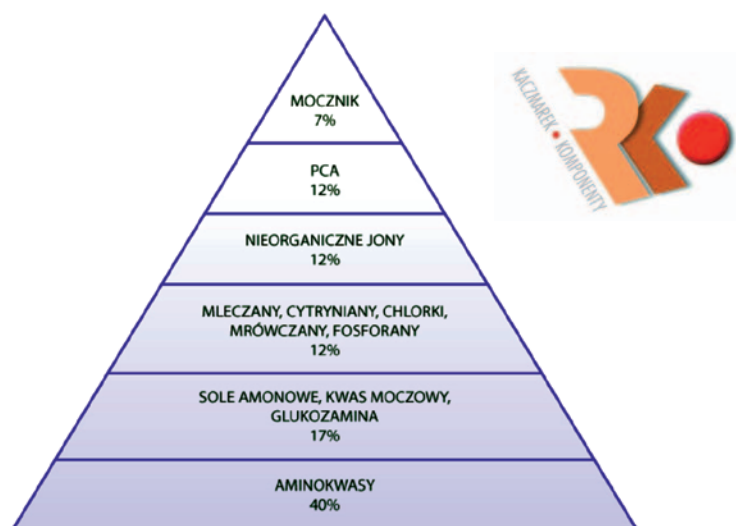 MOCZNIK
7%
PCA
12%
NIEORGANICZNE JONY
12%
MLECZANY, CYTRYNIANY, CHLORKI,
MRÓWCZANY, FOSFORANY
12%
SOLE AMONOWE, KWAS MOCZOWY,
GLUKOZAMINA
17%
AMINOKWASY
40%
KACZMAREK • KOMPONENTY
RK